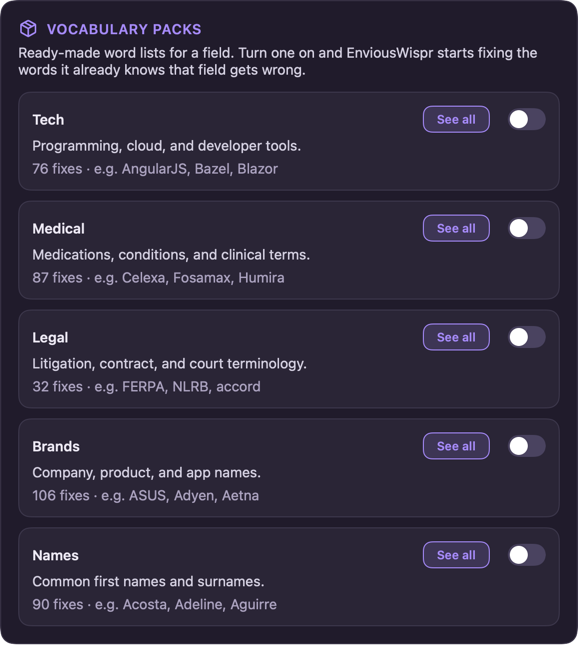 VOCABULARY PACKS
Ready-made word lists for a field. Turn one on and EnviousWispr starts fixing the
words it already knows that field gets wrong.
Tech
See all
Programming, cloud, and developer tools.
76 fixes · e.g. AngularJS, Bazel, Blazor
Medical
See all
Medications, conditions, and clinical terms.
87 fixes · e.g. Celexa, Fosamax, Humira
Legal
See all
Litigation, contract, and court terminology.
32 fixes · e.g. FERPA, NLRB, accord
Brands
See all
Company, product, and app names.
106 fixes · e.g. ASUS, Adyen, Aetna
Names
See all
Common first names and surnames.
90 fixes · e.g. Acosta, Adeline, Aguirre